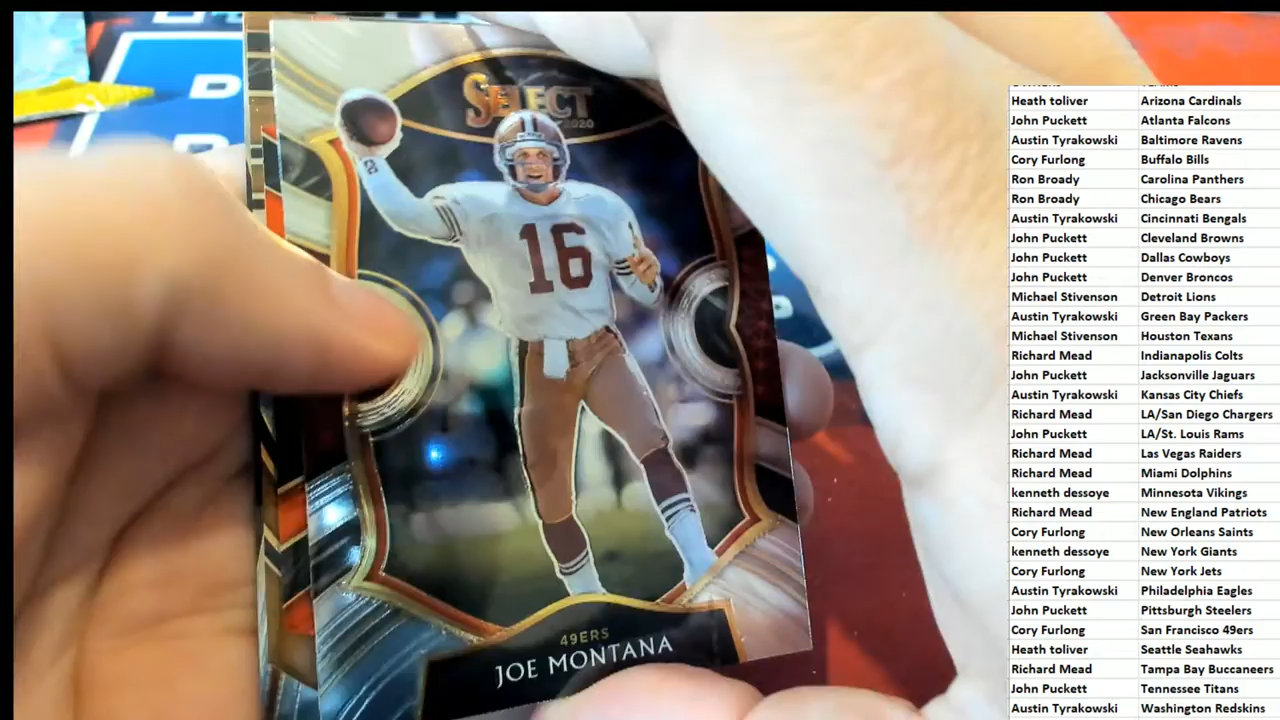 SELECT
2020
16
49ERS
JOE MONTANA
Heath toliver Arizona Cardinals
John Puckett Atlanta Falcons
Austin Tyrakowski Baltimore Ravens
Cory Furlong Buffalo Bills
Ron Broady Carolina Panthers
Ron Broady Chicago Bears
Austin Tyrakowski Cincinnati Bengals
John Puckett Cleveland Browns
John Puckett Dallas Cowboys
John Puckett Denver Broncos
Michael Stivenson Detroit Lions
Austin Tyrakowski Green Bay Packers
Michael Stivenson Houston Texans
Richard Mead Indianapolis Colts
John Puckett Jacksonville Jaguars
Austin Tyrakowski Kansas City Chiefs
Richard Mead LA/San Diego Chargers
John Puckett LA/St. Louis Rams
Richard Mead Las Vegas Raiders
Richard Mead Miami Dolphins
kenneth dessoye Minnesota Vikings
Richard Mead New England Patriots
Cory Furlong New Orleans Saints
kenneth dessoye New York Giants
Cory Furlong New York Jets
Austin Tyrakowski Philadelphia Eagles
John Puckett Pittsburgh Steelers
Cory Furlong San Francisco 49ers
Heath toliver Seattle Seahawks
Richard Mead Tampa Bay Buccaneers
John Puckett Tennessee Titans
Austin Tyrakowski Washington Redskins